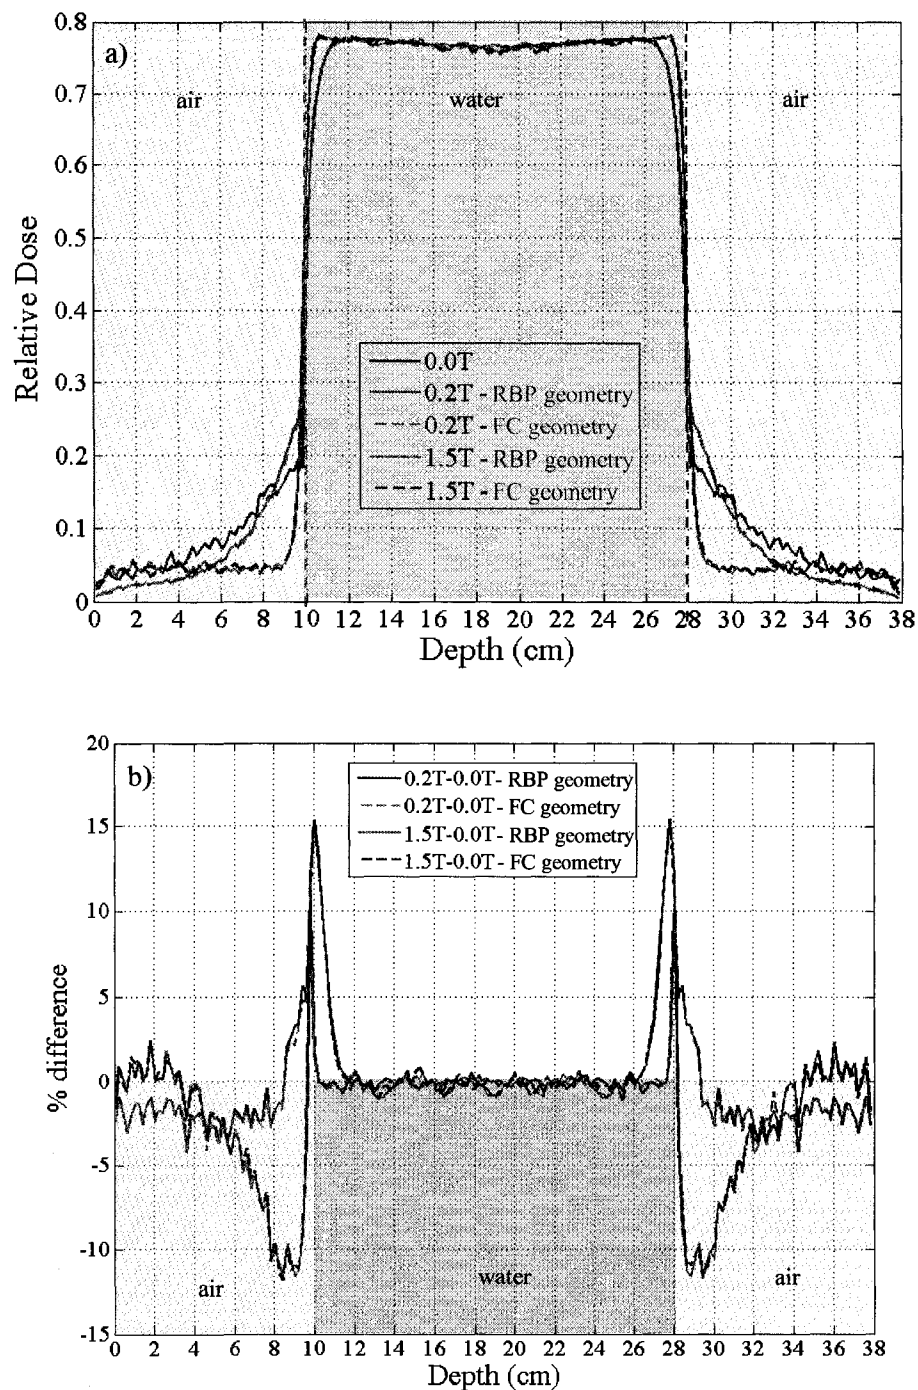 a)
air
water
air
0.8
0.7
0.6
0.5
0.4
0.3
0.2
0.1
0
Relative Dose
0.0T
0.2T - RBP geometry
0.2T - FC geometry
1.5T - RBP geometry
1.5T - FC geometry
0 2 4 6 8 10 12 14 16 18 20 22 24 26 28 30 32 34 36 38
Depth (cm)
b)
20
15
10
5
0
-5
-10
-15
% difference
0.2T-0.0T- RBP geometry
0.2T-0.0T- FC geometry
1.5T-0.0T- RBP geometry
1.5T-0.0T- FC geometry
air
water
air
0 2 4 6 8 10 12 14 16 18 20 22 24 26 28 30 32 34 36 38
Depth (cm)